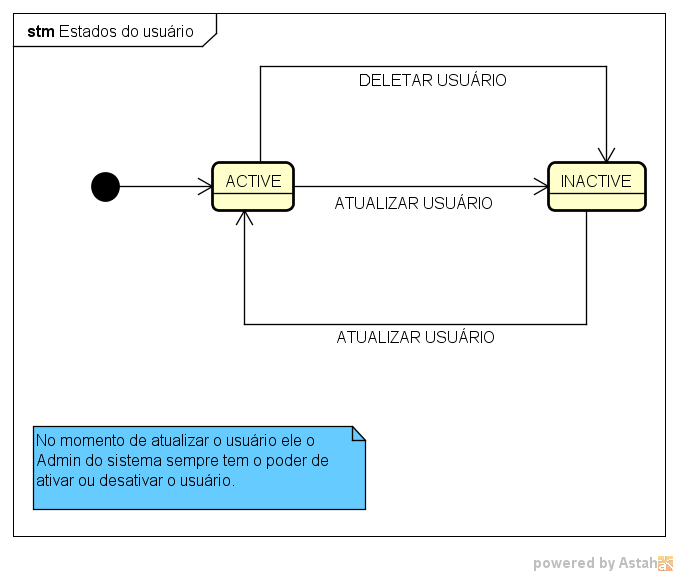 stm Estados do usuário
DELETAR USUÁRIO
ACTIVE
INACTIVE
ATUALIZAR USUÁRIO
ATUALIZAR USUÁRIO
No momento de atualizar o usuário ele o
Admin do sistema sempre tem o poder de
ativar ou desativar o usuário.
powered by Astah